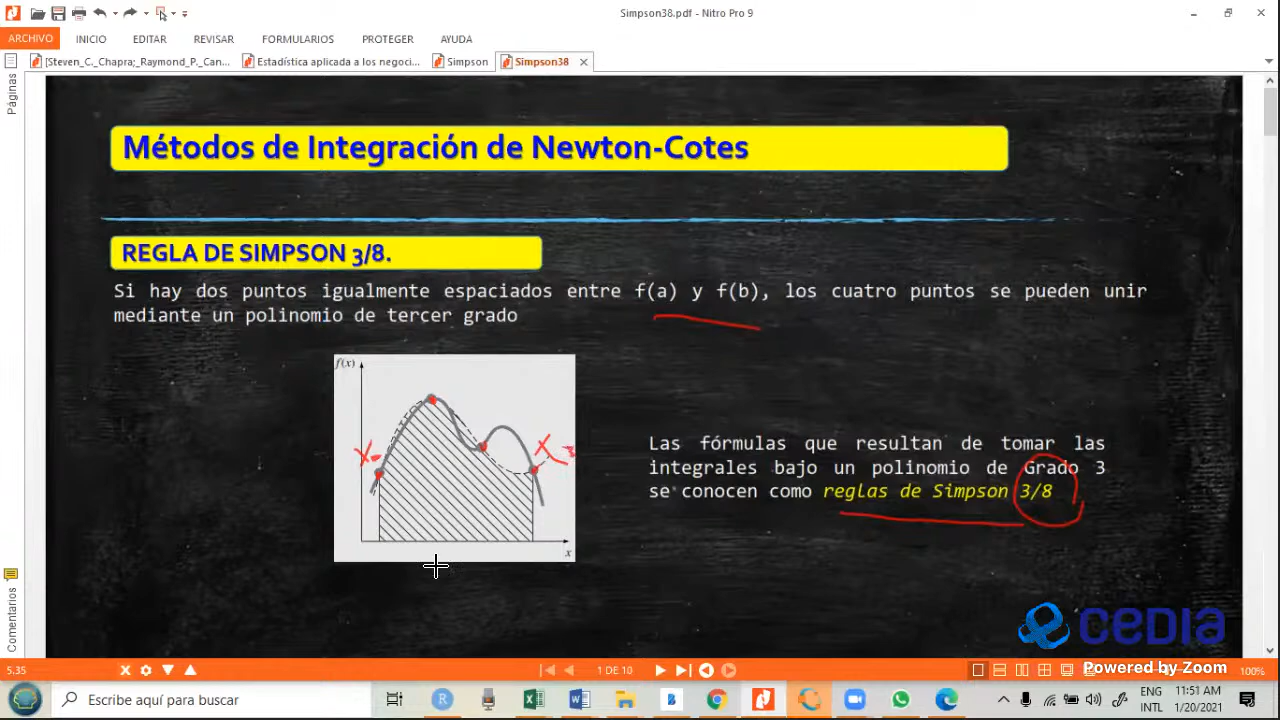 Simpson38.pdf - Nitro Pro 9
ARCHIVO INICIO EDITAR REVISAR FORMULARIOS PROTEGER AYUDA
[Steven_C._Chapra;_Raymond_P._Can... Estadística aplicada a los negoci... Simpson Simpson38
Páginas
Métodos de Integración de Newton-Cotes
REGLA DE SIMPSON 3/8.
Si hay dos puntos igualmente espaciados entre f(a) y f(b), los cuatro puntos se pueden unir
mediante un polinomio de tercer grado
f(x)
X₀
X₃
x
Las fórmulas que resultan de tomar las
integrales bajo un polinomio de Grado 3
se conocen como reglas de Simpson 3/8
Comentarios
cedia
Powered by Zoom
5.35 1 DE 10 100%
Escribe aquí para buscar
ENG 11:51 AM
INTL 1/20/2021